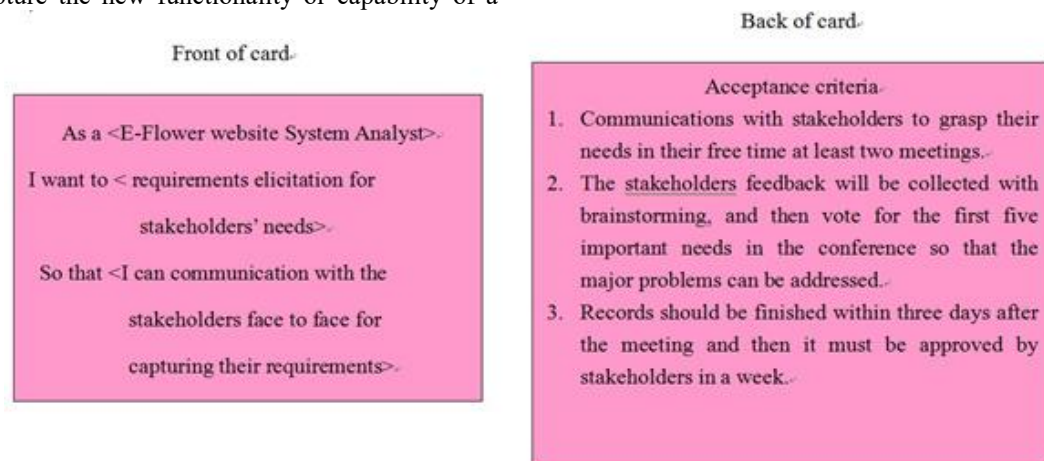 pture the new functionality or capability of a
Front of card
As a <E-Flower website System Analyst>
I want to < requirements elicitation for
stakeholders' needs>
So that <I can communication with the
stakeholders face to face for
capturing their requirements>
Back of card
Acceptance criteria
1. Communications with stakeholders to grasp their
needs in their free time at least two meetings.
2. The stakeholders feedback will be collected with
brainstorming, and then vote for the first five
important needs in the conference so that the
major problems can be addressed.
3. Records should be finished within three days after
the meeting and then it must be approved by
stakeholders in a week.